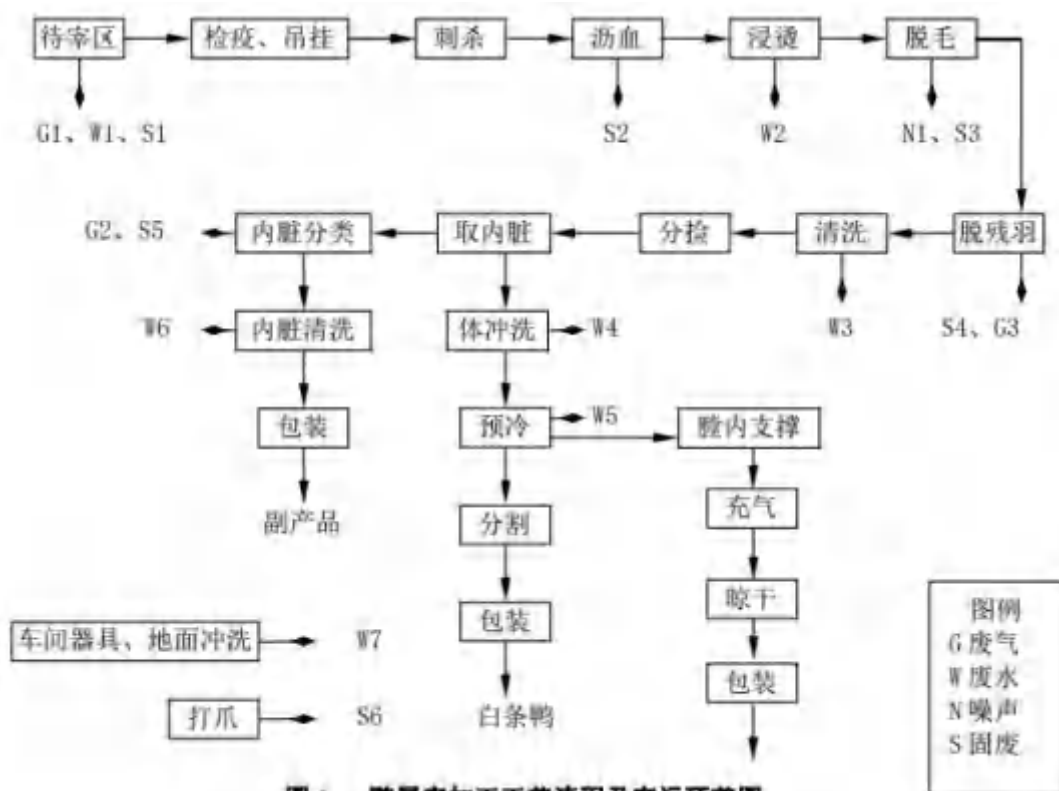 待宰区 检疫、吊挂 刺杀 沥血 浸烫 脱毛
G1、W1、S1 S2 W2 N1、S3
G2、S5 内脏分类 取内脏 分捡 清洗 脱残羽
W6 内脏清洗 体冲洗 W4 W3 S4、G3
包装 预冷 W5 膛内支撑
副产品 分割 充气
晾干
车间器具、地面冲洗 W7 包装
包装
打爪 S6 白条鸭
图例
G 废气
W 废水
N 噪声
S 固废